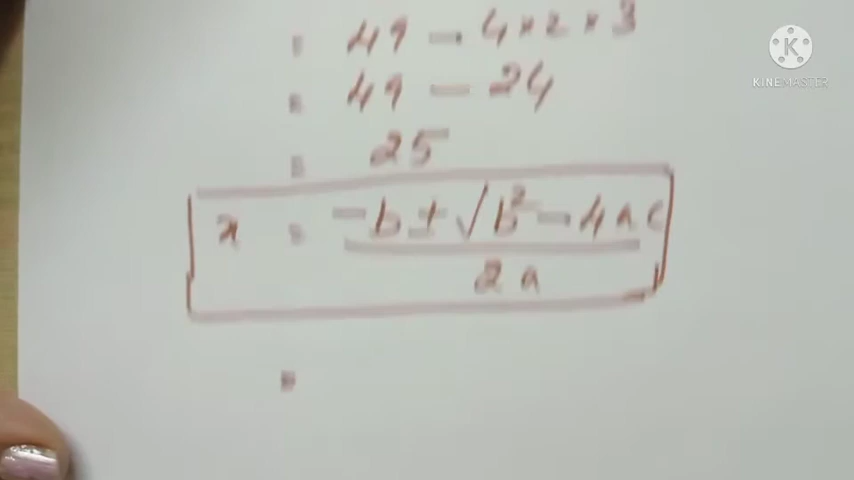 = 49 - 4×2×3
= 49 - 24
= 25
x = -b ± √b² - 4ac
2a
=
K
KINEMASTER